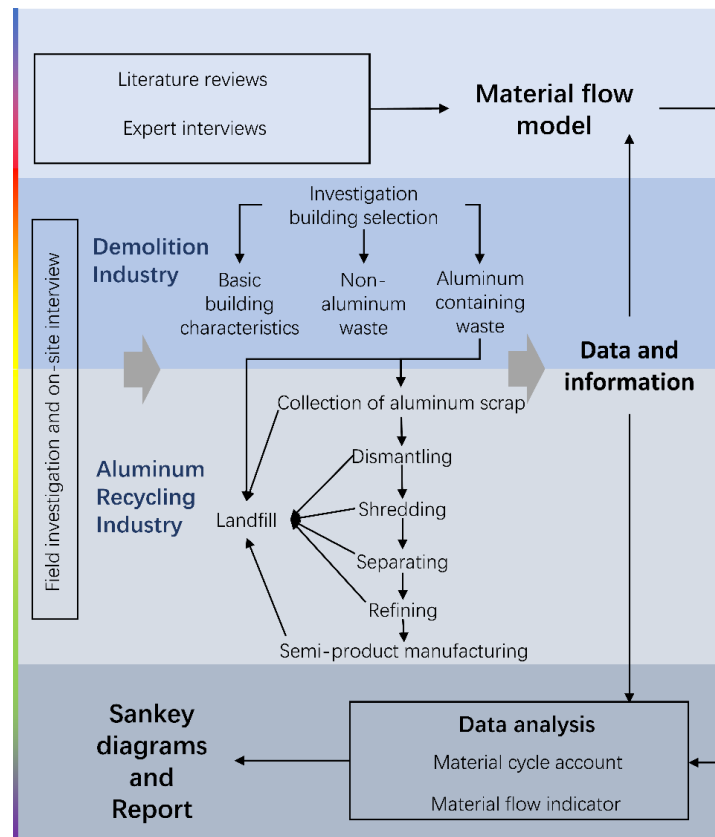 Literature reviews
Expert interviews
Material flow
model
Investigation
building selection
Field investigation and on-site interview
Demolition
Industry
Basic
building
characteristics
Non-
aluminum
waste
Aluminum
containing
waste
Data and
information
Collection of aluminum scrap
Dismantling
Aluminum
Recycling
Industry
Landfill
Shredding
Separating
Refining
Semi-product manufacturing
Sankey
diagrams
and
Report
Data analysis
Material cycle account
Material flow indicator